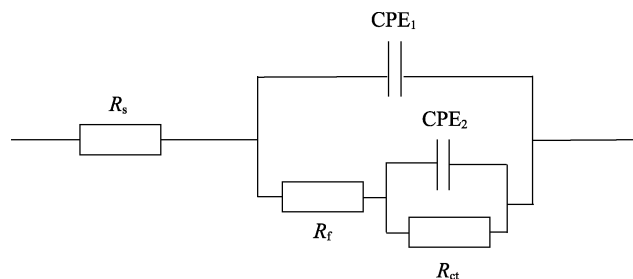 CPE₁
Rₛ
CPE₂
R_f
R_ct